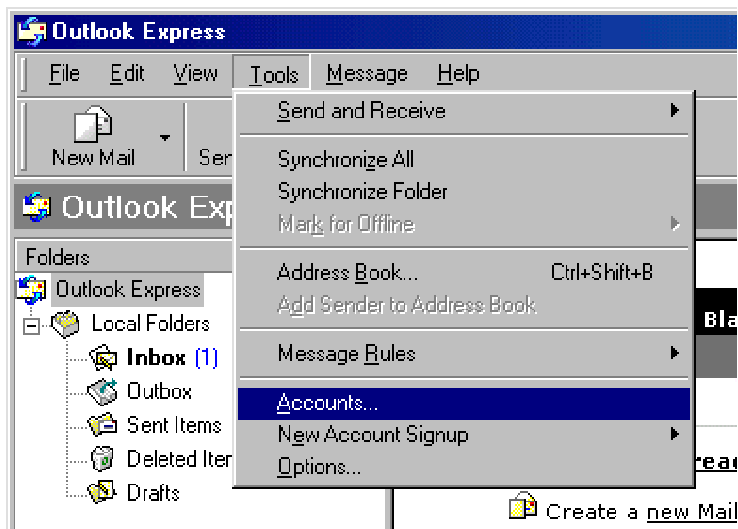 Outlook Express
File Edit View Tools Message Help
New Mail
Send and Receive
Synchronize All
Synchronize Folder
Mark for Offline
Address Book... Ctrl+Shift+B
Add Sender to Address Book
Message Rules
Accounts...
New Account Signup
Options...
Outlook Exp
Folders
Outlook Express
Local Folders
Inbox (1)
Outbox
Sent Items
Deleted Iter
Drafts
Bla
Create a new Mail